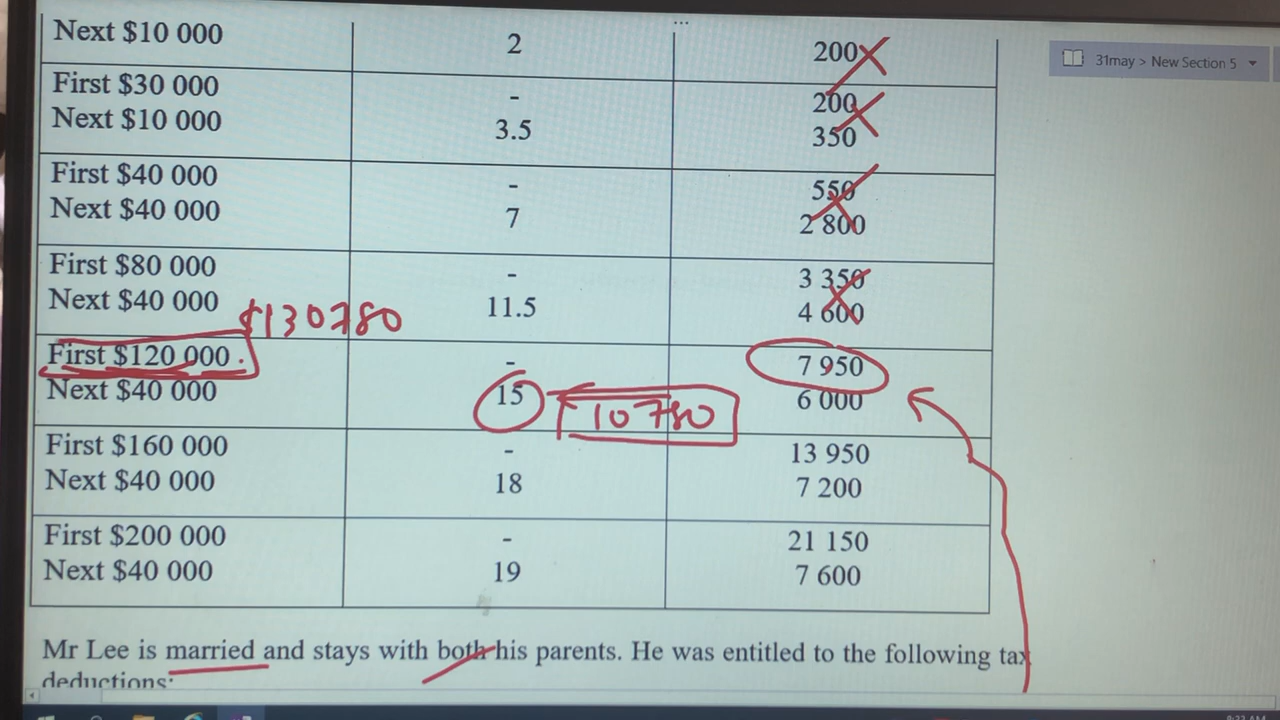 ...
Next $10 000 2 200
31may > New Section 5
First $30 000 - 200
Next $10 000 3.5 350
First $40 000 - 550
Next $40 000 7 2 800
First $80 000 - 3 350
Next $40 000 11.5 4 600
$130780
First $120 000 - 7 950
Next $40 000 15 10780 6 000
First $160 000 - 13 950
Next $40 000 18 7 200
First $200 000 - 21 150
Next $40 000 19 7 600
Mr Lee is married and stays with both his parents. He was entitled to the following tax
deductions: